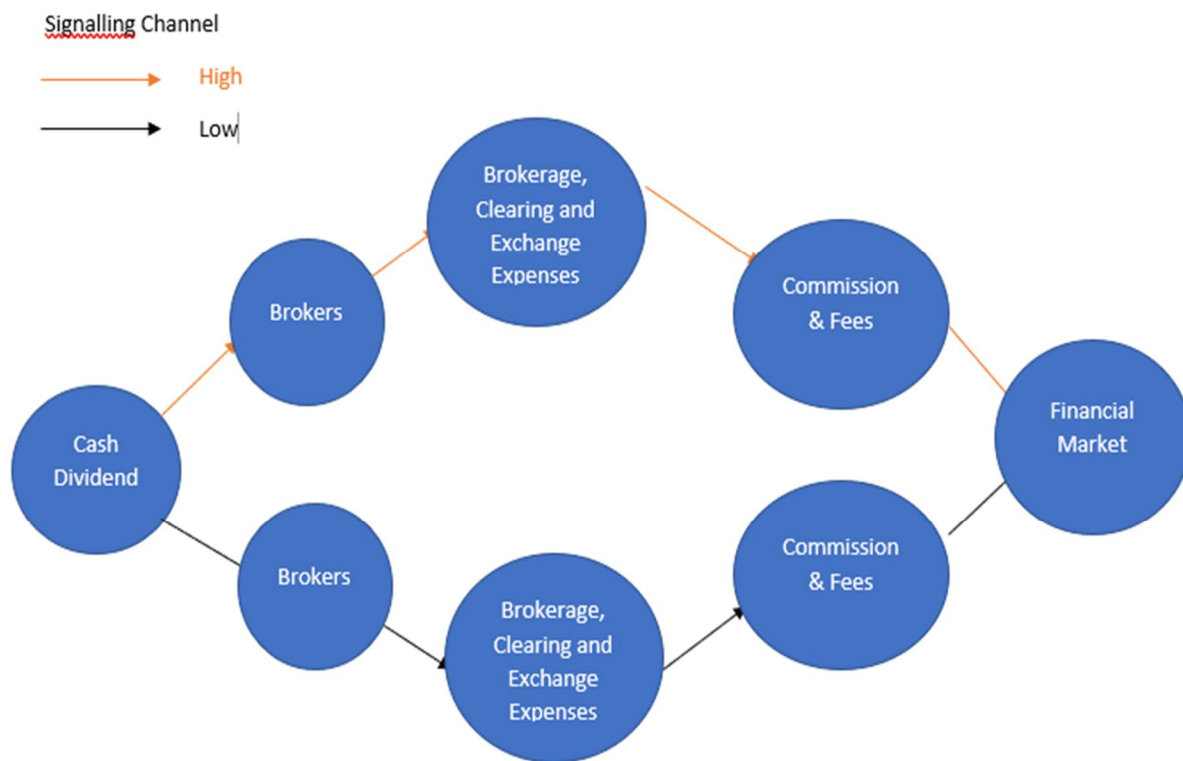 Signalling Channel
High
Low
Brokerage,
Clearing and
Exchange
Expenses
Commission
& Fees
Brokers
Financial
Market
Cash
Dividend
Commission
& Fees
Brokers
Brokerage,
Clearing and
Exchange
Expenses